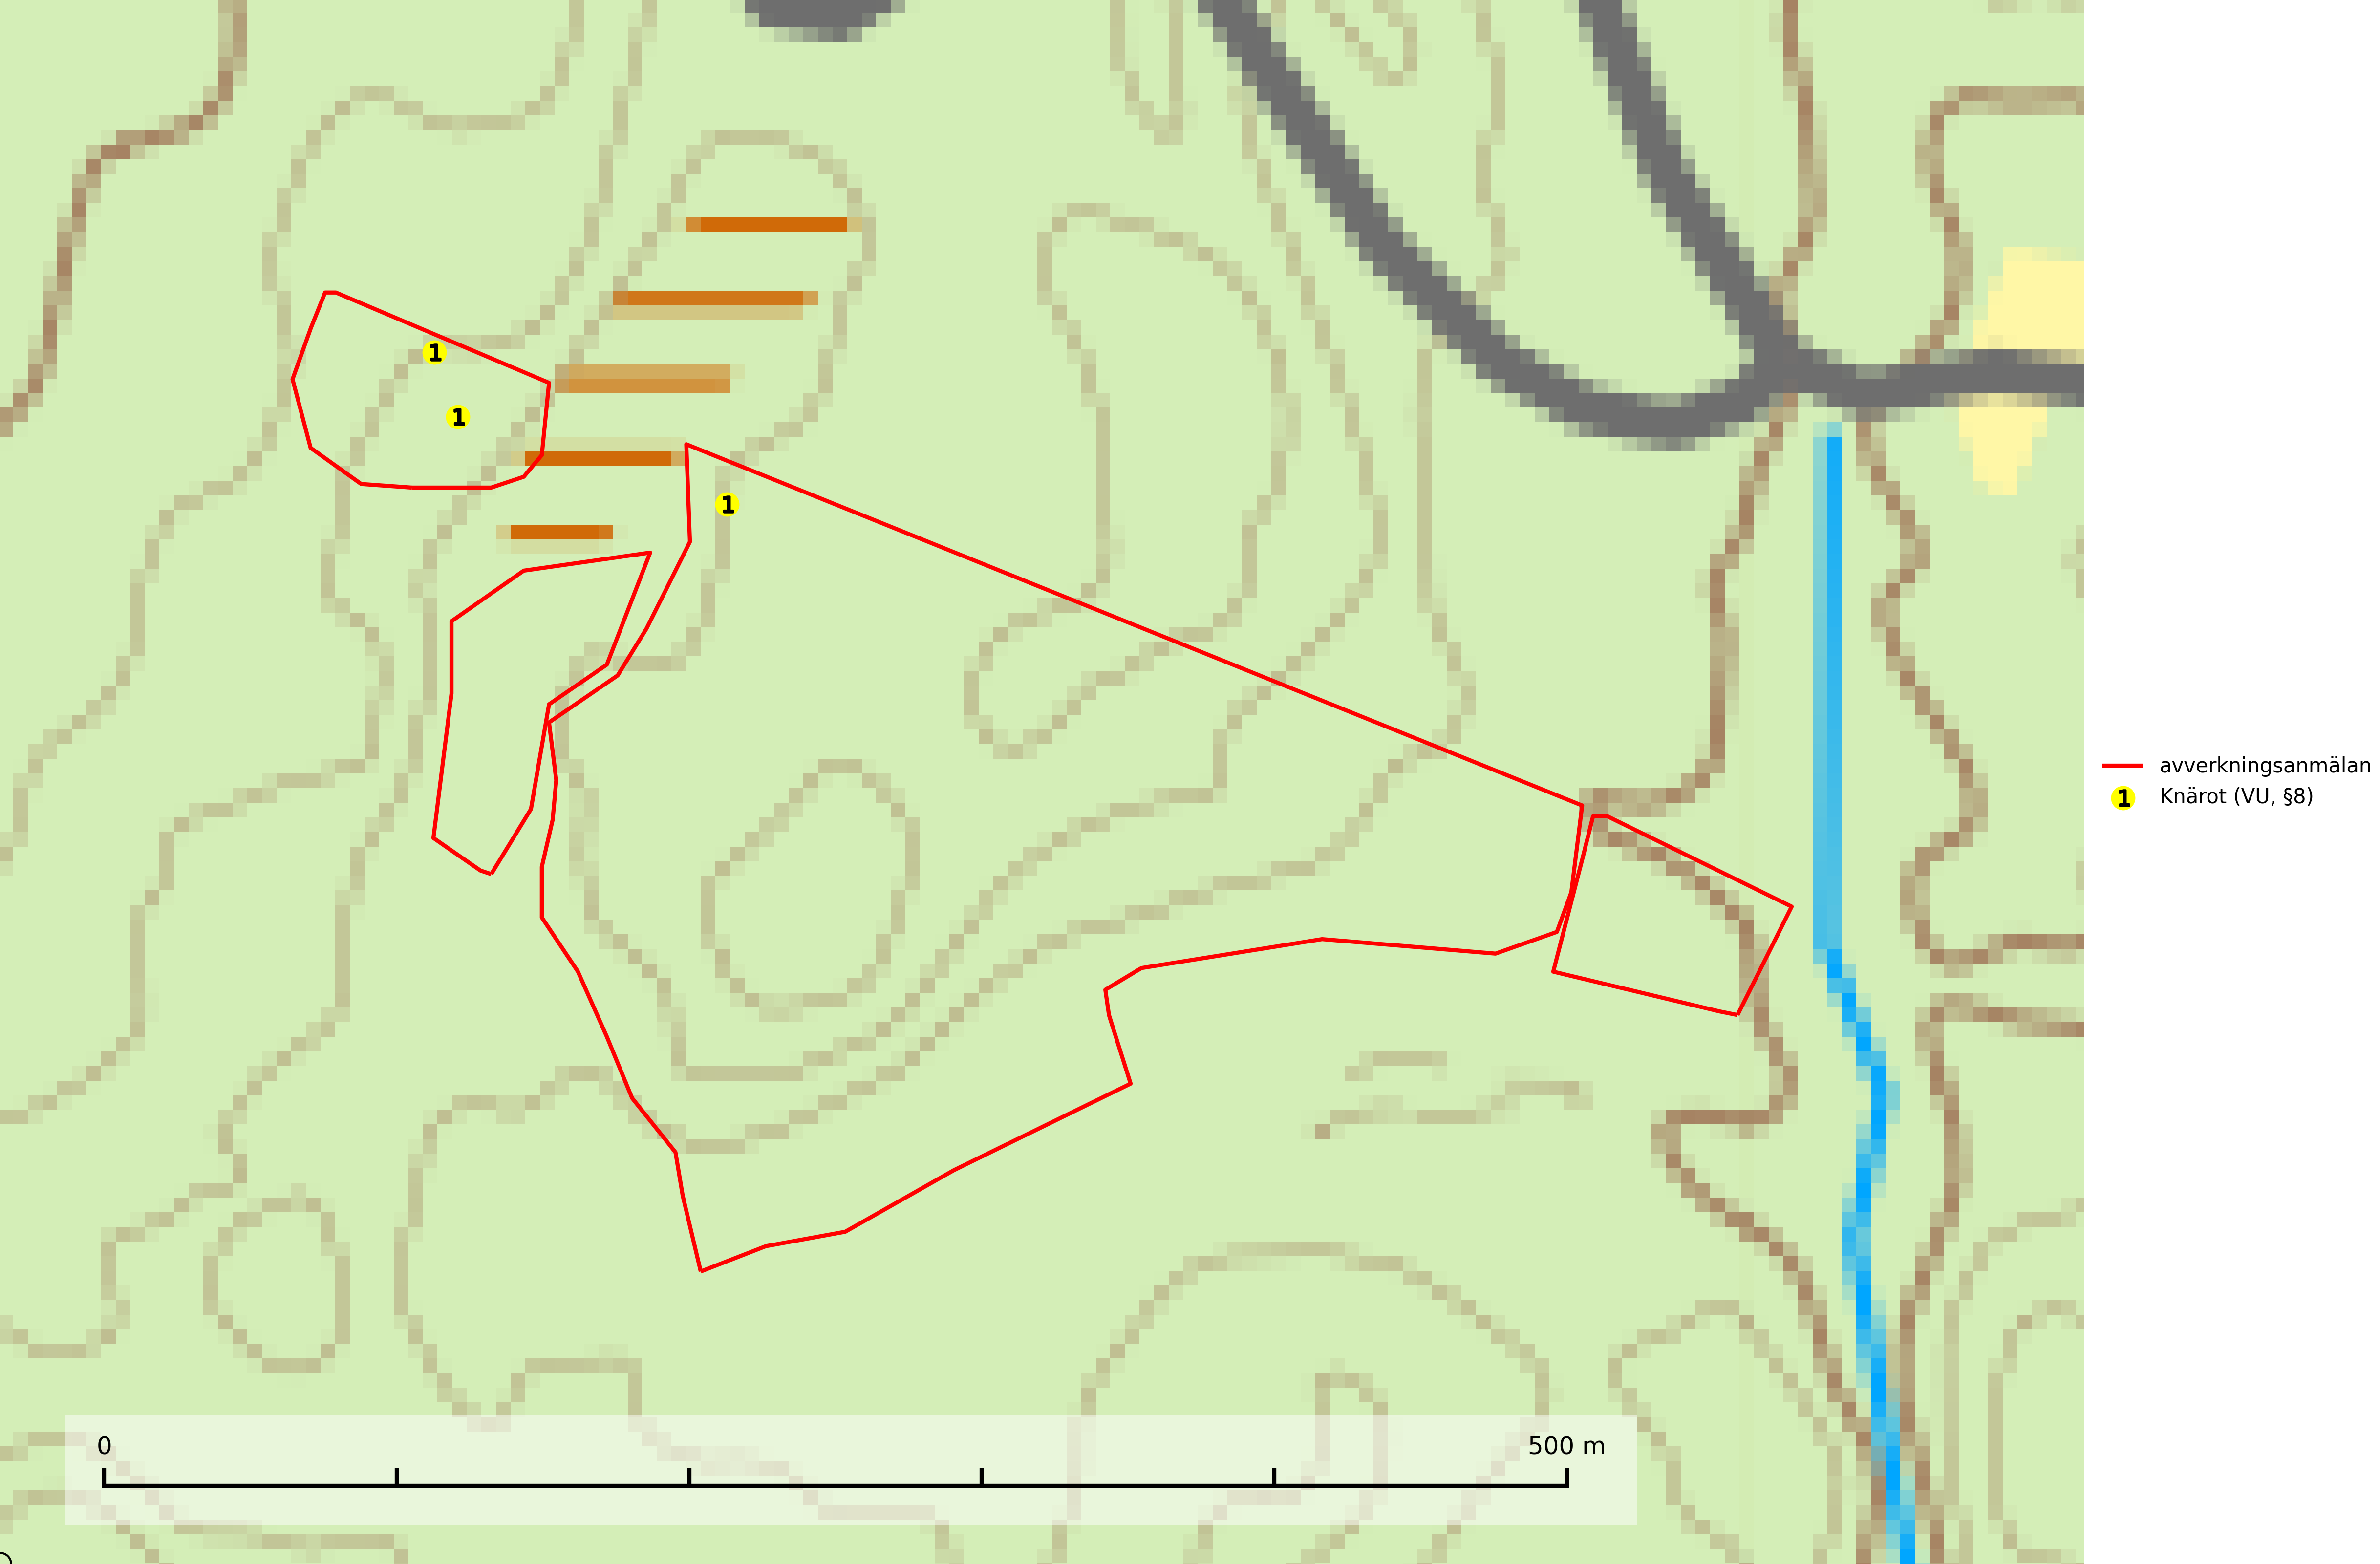 1
1
1
avverkningsanmälan
1 Knärot (VU, §8)
0 500 m